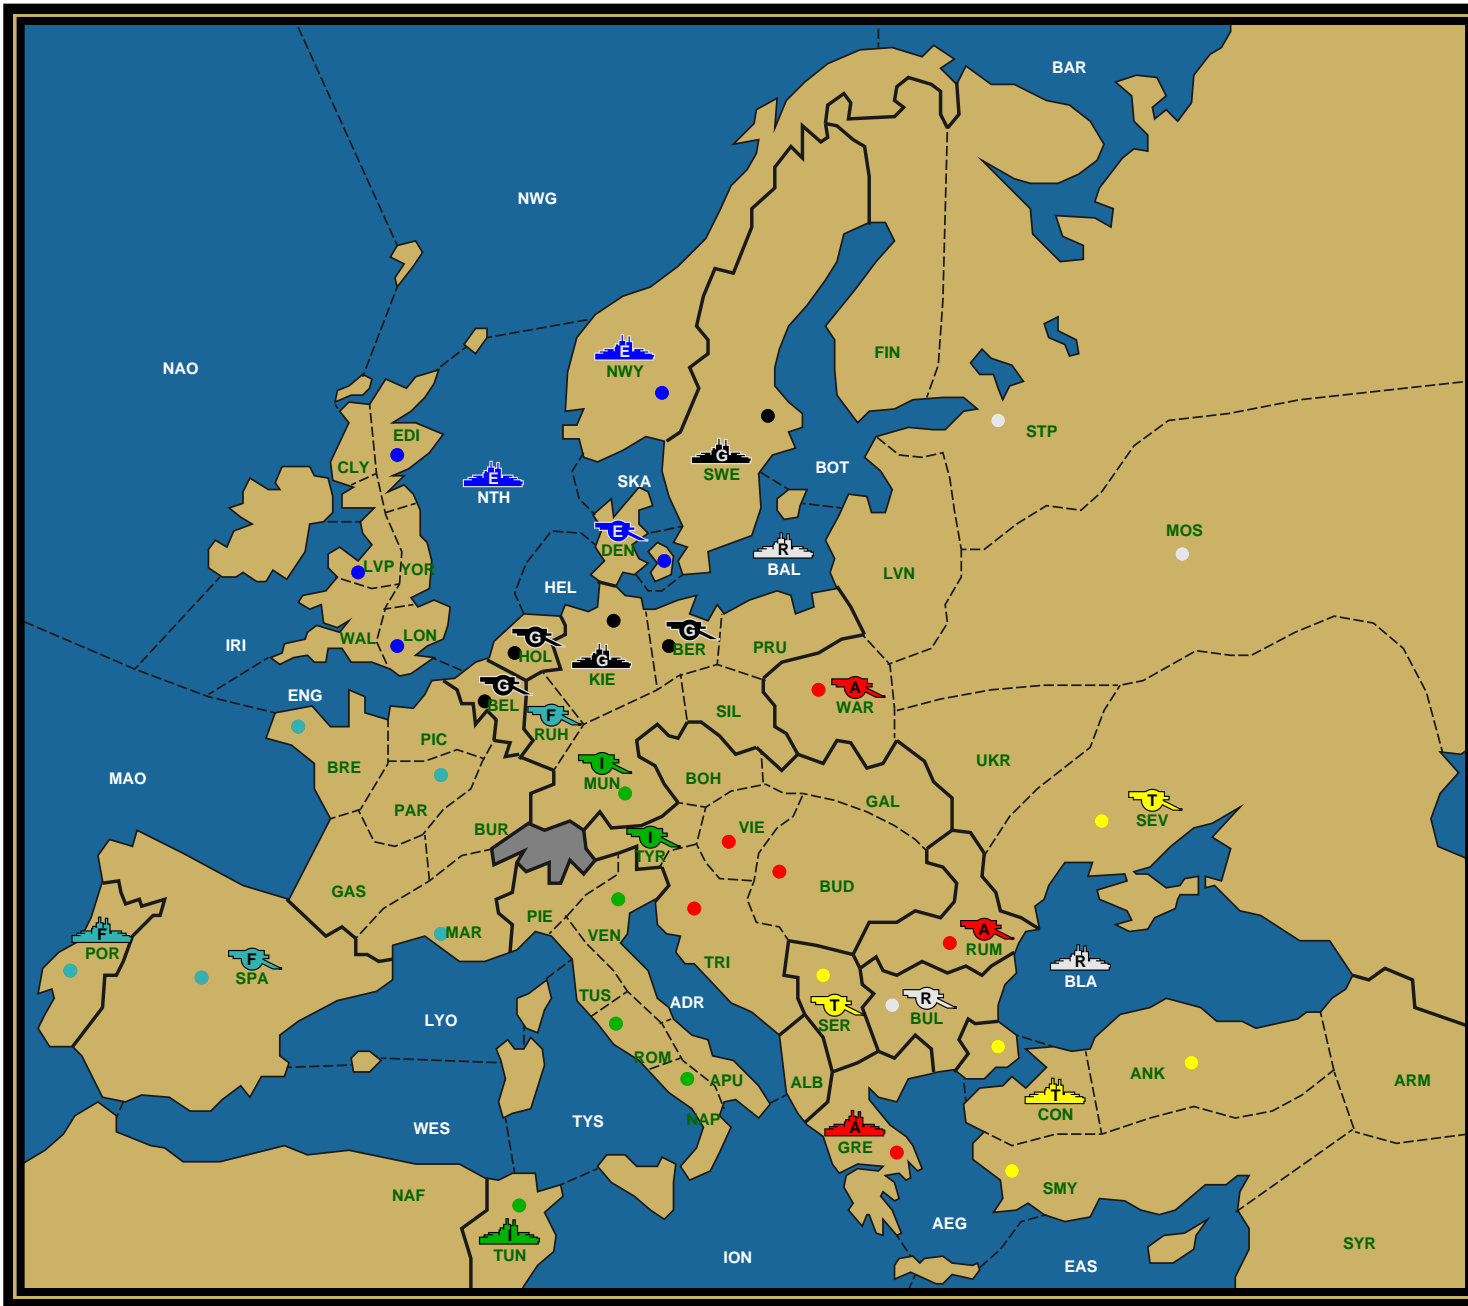 BAR
NWG
NAO
FIN
E
NWY
EDI
STP
CLY
E
NTH
SKA
G
SWE
BOT
MOS
E
DEN
R
BAL
LVP
YOR
LVN
HEL
IRI
WAL
LON
G
HOL
G
KIE
G
BER
PRU
ENG
G
BEL
F
RUH
SIL
A
WAR
PIC
BRE
I
MUN
BOH
UKR
MAO
PAR
GAL
T
SEV
BUR
I
TYR
VIE
GAS
BUD
F
POR
F
SPA
MAR
PIE
VEN
TRI
A
RUM
R
BLA
TUS
ADR
T
SER
R
BUL
LYO
ROM
APU
ALB
T
CON
ANK
ARM
WES
TYS
NAP
A
GRE
NAF
SMY
I
TUN
AEG
ION
EAS
SYR